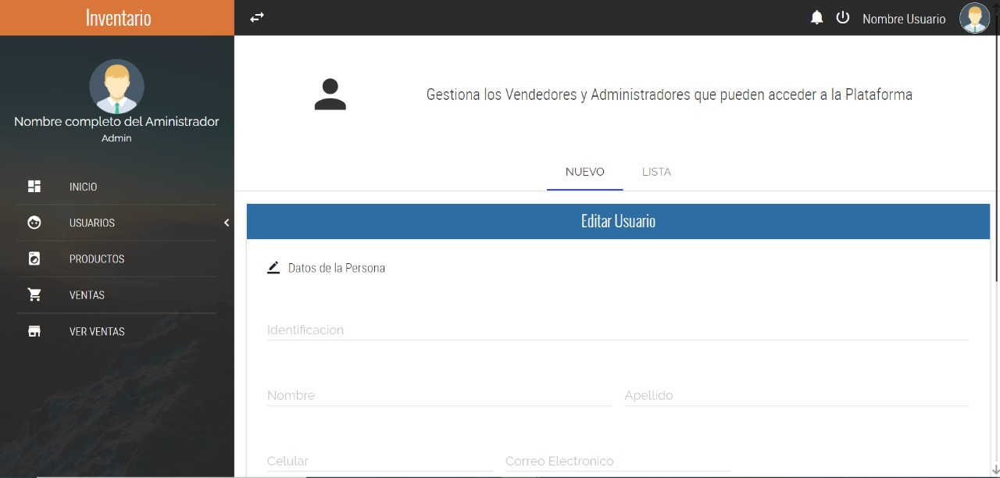 Inventario
Nombre Usuario
Nombre completo del Aministrador
Admin
INICIO
USUARIOS
PRODUCTOS
VENTAS
VER VENTAS
Gestiona los Vendedores y Administradores que pueden acceder a la Plataforma
NUEVO LISTA
Editar Usuario
Datos de la Persona
Identificacion
Nombre Apellido
Celular Correo Electronico